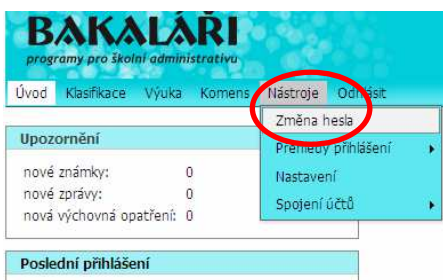 BAKALÁŘI
programy pro školní administrativu
Úvod Klasifikace Výuka Komens Nástroje Odhlásit
Změna hesla
Upozornění
Přehledy přihlášení
nové známky: 0
Nastavení
nové zprávy: 0
Spojení účtů
nová výchovná opatření: 0
Poslední přihlášení